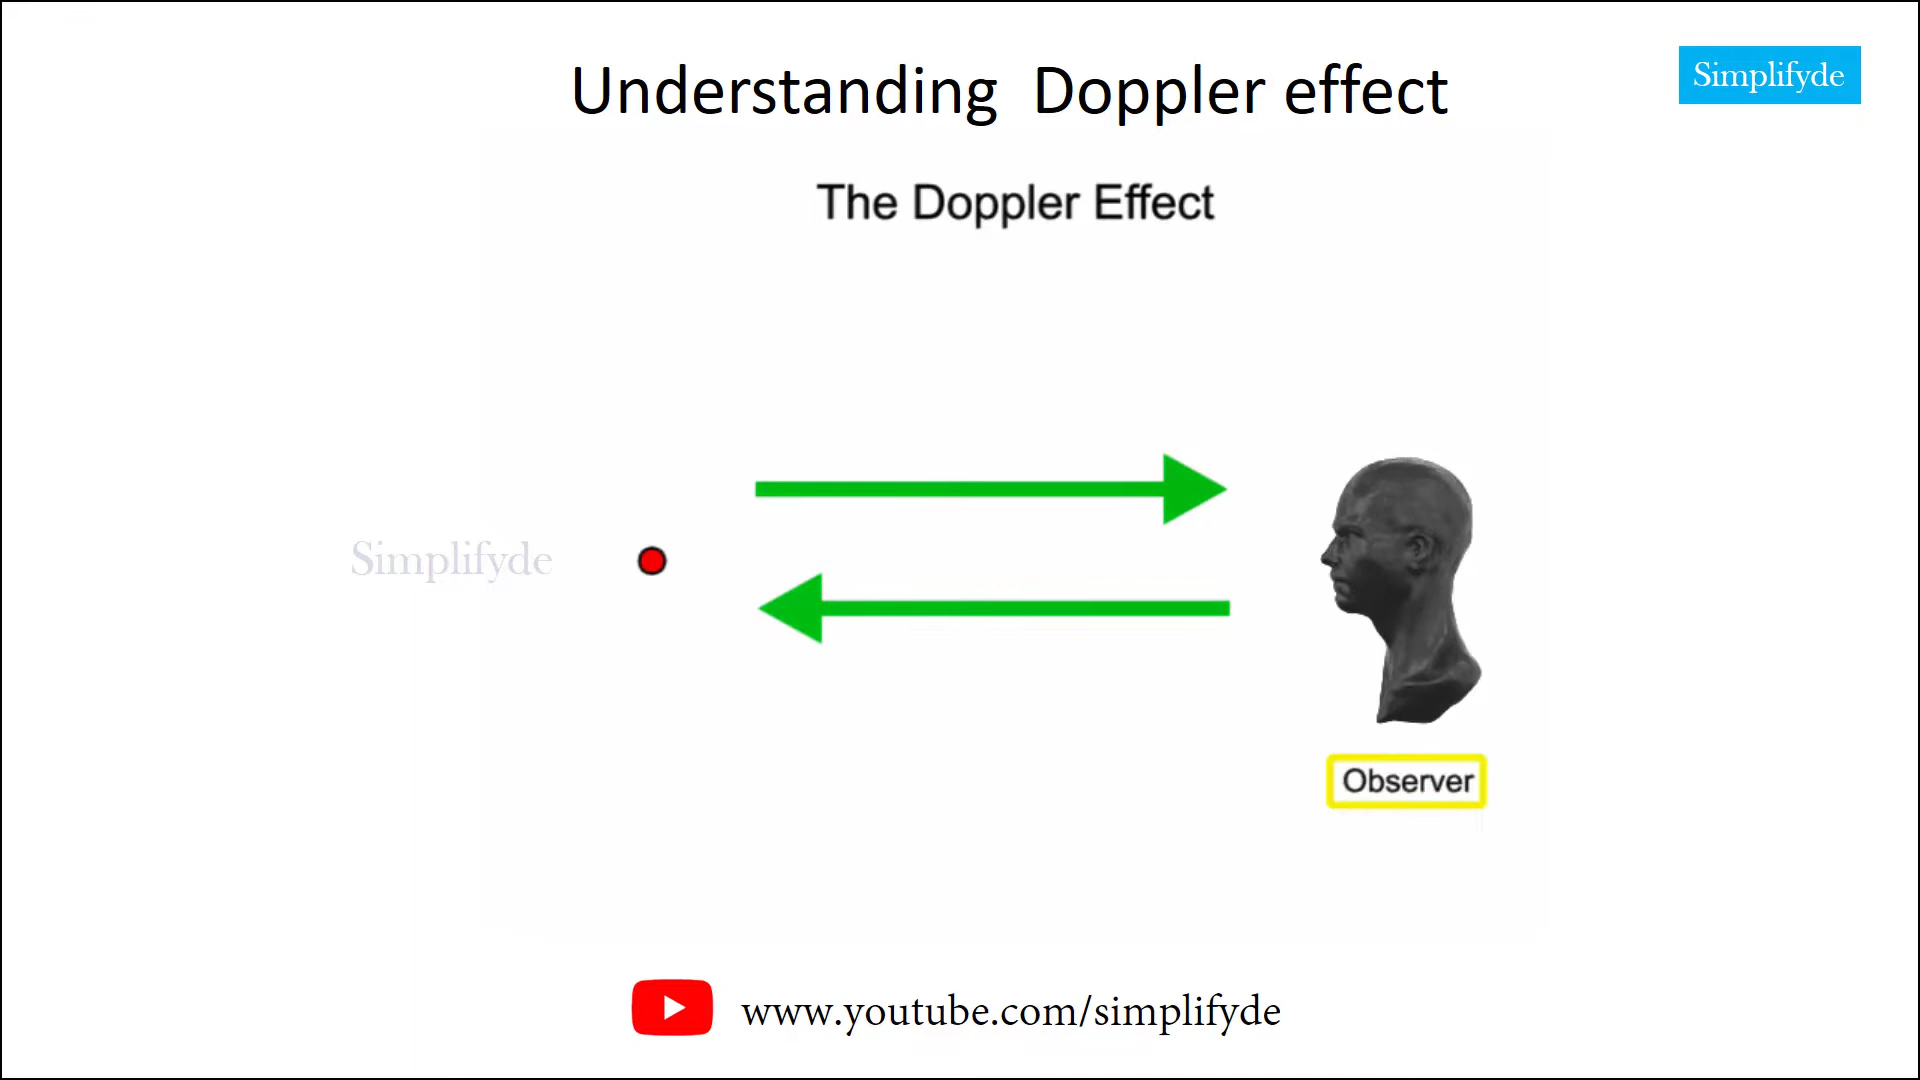 Understanding  Doppler effect
Simplifyde
The Doppler Effect
Simplifyde
Observer
www.youtube.com/simplifyde